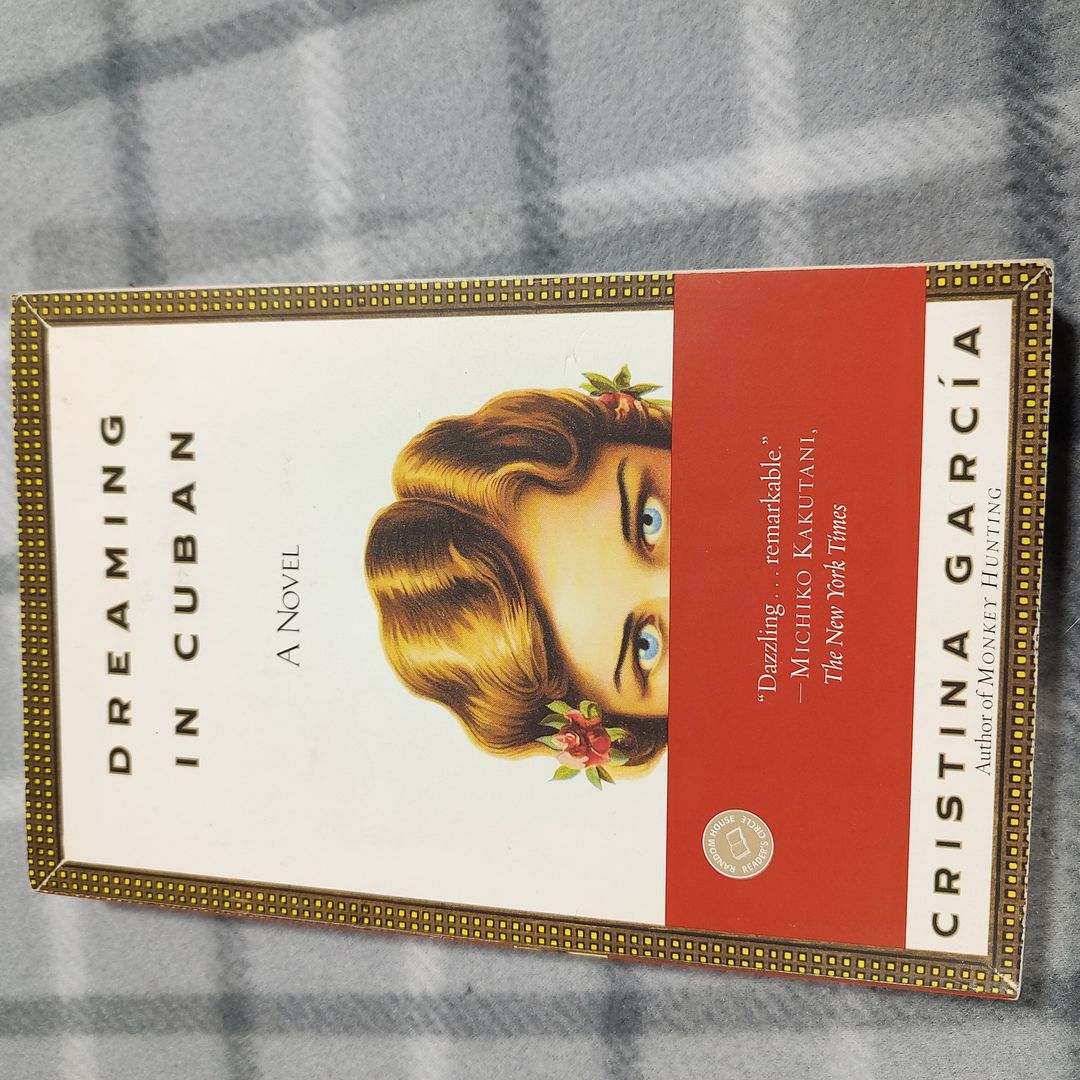 DREAMING
IN CUBAN
A NOVEL
“Dazzling . . . remarkable.”
—MICHIKO KAKUTANI,
The New York Times
RANDOM HOUSE
READER'S CIRCLE
CRISTINA GARCÍA
Author of MONKEY HUNTING